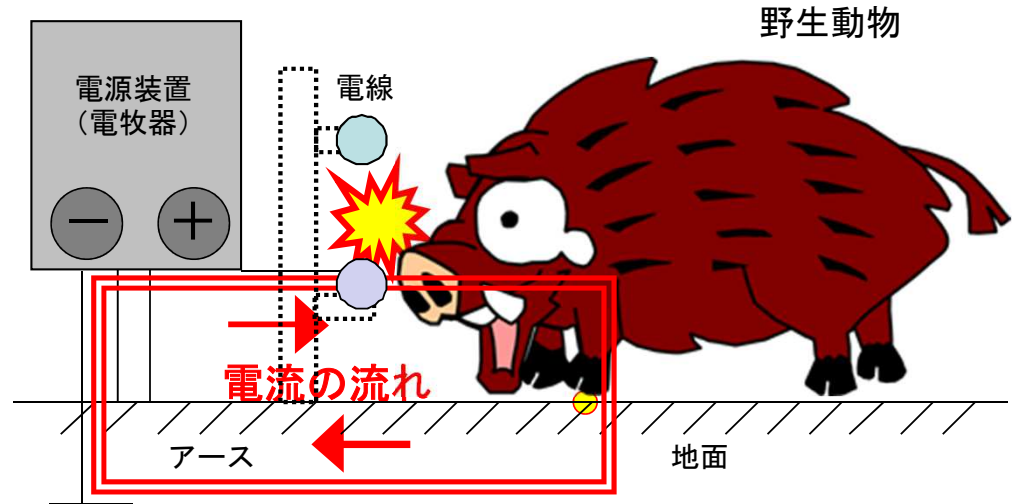 野生動物
電源装置
（電牧器）
電線
－ ＋
電流の流れ
アース
地面